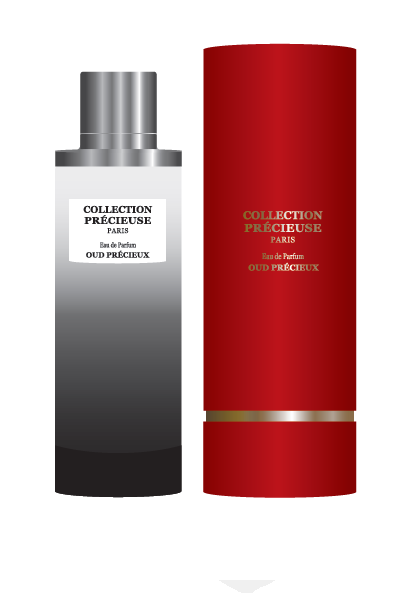 COLLECTION
PRÉCIEUSE
PARIS
Eau de Parfum
OUD PRÉCIEUX
COLLECTION
PRÉCIEUSE
PARIS
Eau de Parfum
OUD PRÉCIEUX